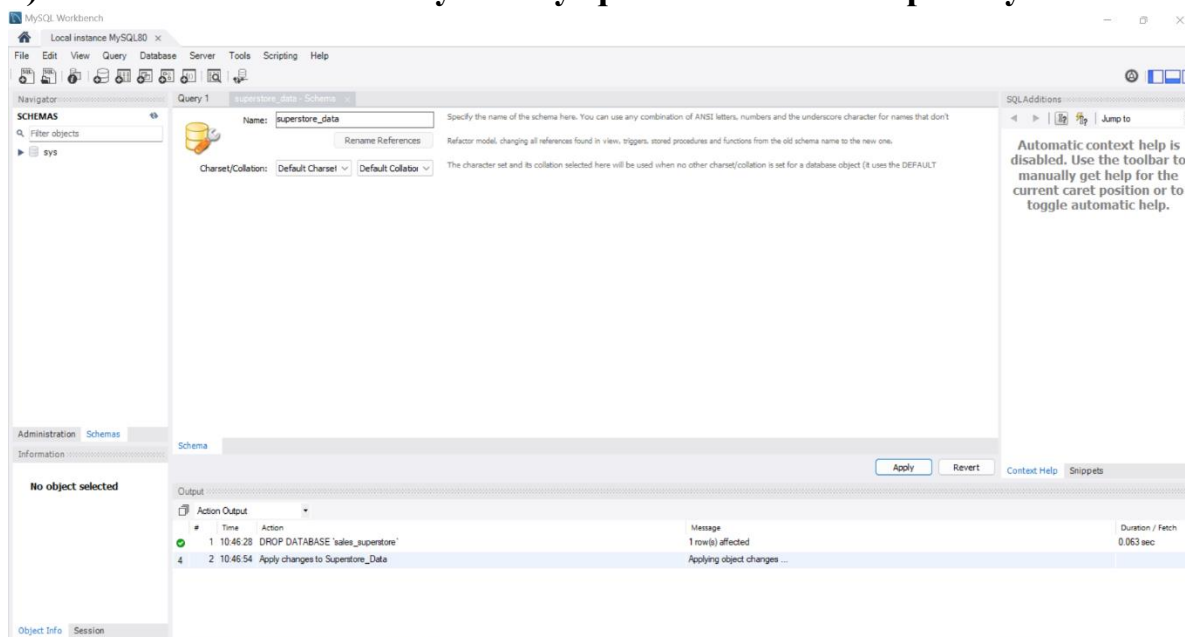 MySQL Workbench
Local instance MySQL80
File Edit View Query Database Server Tools Scripting Help
Navigator
SCHEMAS
Filter objects
sys
Administration Schemas
Information
No object selected
Object Info Session
Query 1 superstore_data - Schema
Name: superstore_data
Specify the name of the schema here. You can use any combination of ANSI letters, numbers and the underscore character for names that don't
Rename References
Refactor model, changing all references found in view, triggers, stored procedures and functions from the old schema name to the new one.
Charset/Collation: Default Charset Default Collation
The character set and its collation selected here will be used when no other charset/collation is set for a database object (it uses the DEFAULT
Schema
Apply Revert
Output
Action Output
# Time Action Message Duration / Fetch
1 10:46:28 DROP DATABASE `sales_superstore` 1 row(s) affected 0.063 sec
4 2 10:46:54 Apply changes to Superstore_Data Applying object changes ...
SQLAdditions
Jump to
Automatic context help is
disabled. Use the toolbar to
manually get help for the
current caret position or to
toggle automatic help.
Context Help Snippets